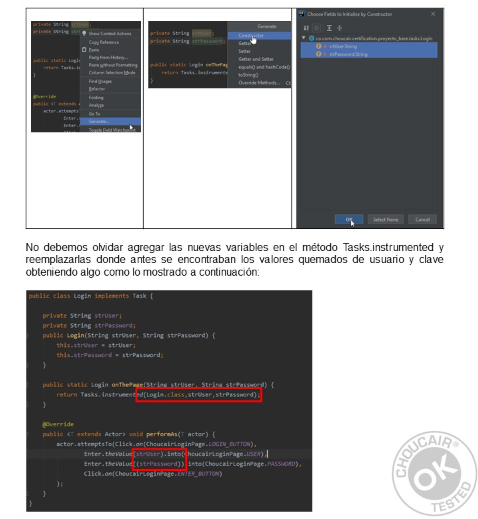 private String strUser;
private String str
Show Context Actions
Copy Reference
Paste
Paste from History...
Paste without Formatting
Column Selection Mode
Find Usages
Refactor
Folding
Analyze
Go To
Generate...
public static Login
return Tasks.in
@Override
public <T extends A
actor.attempts
Enter.
Enter.
Click.
private String
private String str
public static Login onThePage
return Tasks.instrumented
Generate
Constructor
Getter
Setter
Getter and Setter
equals() and hashCode()
toString()
Override Methods...
Choose Fields to Initialize by Constructor
co.com.choucair.certification.proyecto_base.tasks.Login
strUser:String
strPassword:String
OK
Select None
Cancel
No debemos olvidar agregar las nuevas variables en el método Tasks.instrumented y
reemplazarlas donde antes se encontraban los valores quemados de usuario y clave
obteniendo algo como lo mostrado a continuación:
public class Login implements Task {
private String strUser;
private String strPassword;
public Login(String strUser, String strPassword) {
this.strUser = strUser;
this.strPassword = strPassword;
}
public static Login onThePage(String strUser, String strPassword) {
return Tasks.instrumented(Login.class,strUser,strPassword);
}
@Override
public <T extends Actor> void performAs(T actor) {
actor.attemptsTo(Click.on(ChoucairLoginPage.LOGIN_BUTTON),
Enter.theValue(strUser).into(ChoucairLoginPage.USER),
Enter.theValue((strPassword)).into(ChoucairLoginPage.PASSWORD),
Click.on(ChoucairLoginPage.ENTER_BUTTON)
);
}
}
CHOUCAIR
OK
TESTED